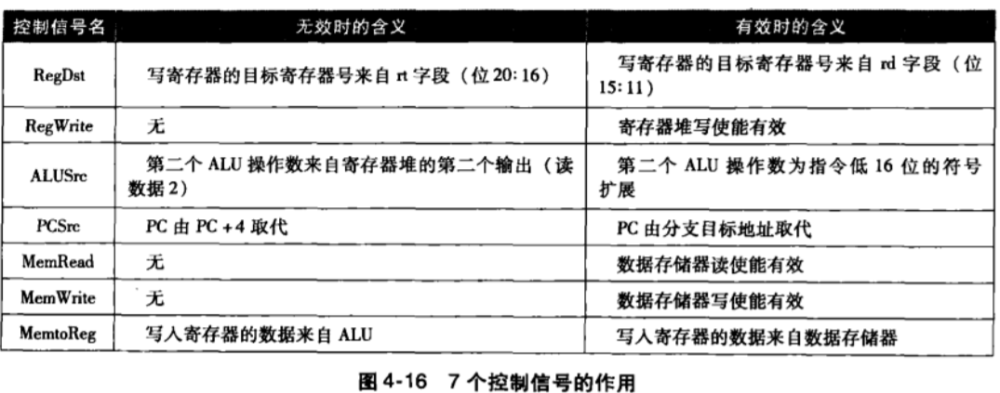 控制信号名 无效时的含义 有效时的含义
RegDst 写寄存器的目标寄存器号来自 rt 字段（位 20:16） 写寄存器的目标寄存器号来自 rd 字段（位
15:11）
RegWrite 无 寄存器堆写使能有效
ALUSrc 第二个 ALU 操作数来自寄存器堆的第二个输出（读
数据 2） 第二个 ALU 操作数为指令低 16 位的符号
扩展
PCSrc PC 由 PC +4 取代 PC 由分支目标地址取代
MemRead 无 数据存储器读使能有效
MemWrite 无 数据存储器写使能有效
MemtoReg 写入寄存器的数据来自 ALU 写入寄存器的数据来自数据存储器
图 4-16 7 个控制信号的作用